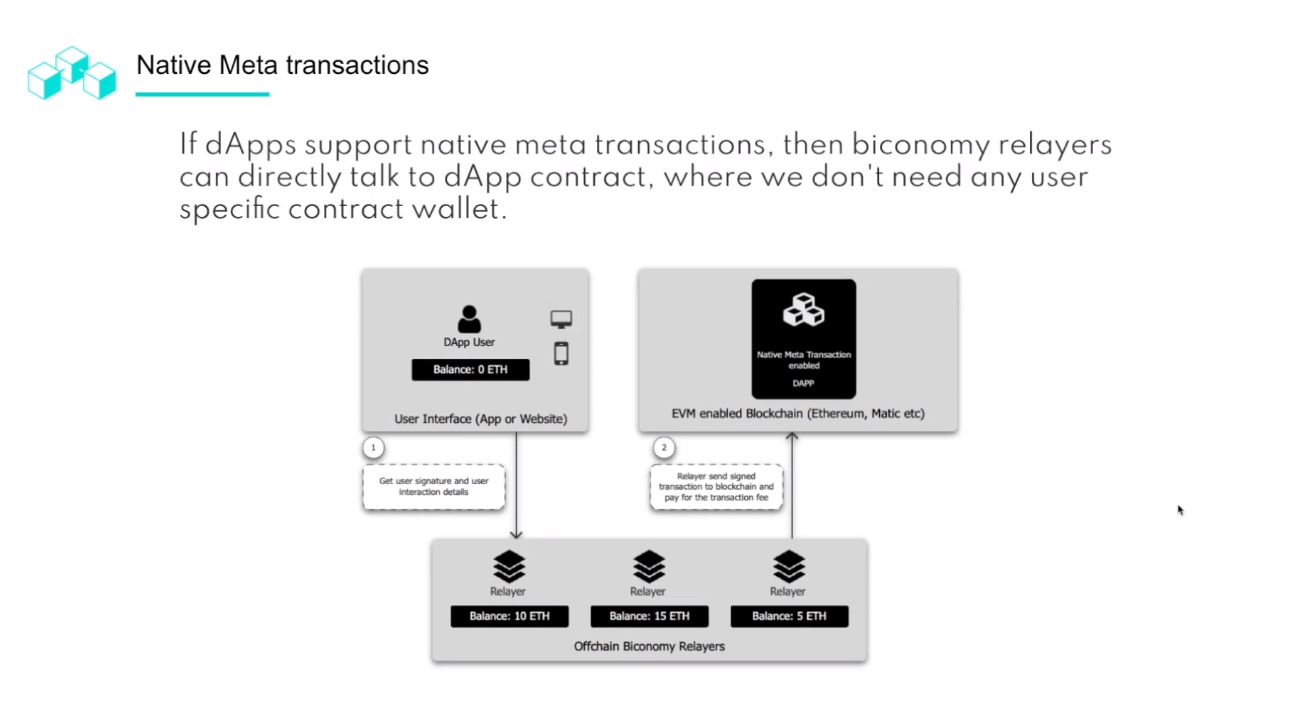 Native Meta transactions
If dApps support native meta transactions, then biconomy relayers
can directly talk to dApp contract, where we don't need any user
specific contract wallet.
DApp User
Balance: 0 ETH
User Interface (App or Website)
Native Meta Transaction
enabled
DAPP
EVM enabled Blockchain (Ethereum, Matic etc)
1
Get user signature and user
interaction details
2
Relayer send signed
transaction to blockchain and
pay for the transaction fee
Relayer
Balance: 10 ETH
Relayer
Balance: 15 ETH
Relayer
Balance: 5 ETH
Offchain Biconomy Relayers